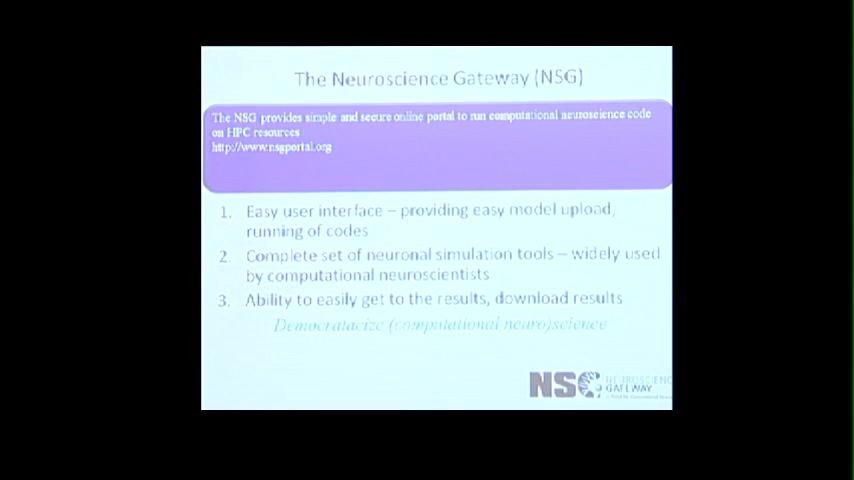 The Neuroscience Gateway (NSG)
The NSG provides simple and secure online portal to run computational neuroscience code
on HPC resources
http://www.nsgportal.org
1. Easy user interface – providing easy model upload,
running of codes
2. Complete set of neuronal simulation tools – widely used
by computational neuroscientists
3. Ability to easily get to the results, download results
Democratacize (computational neuro)science
NSG
NEUROSCIENC
GATEWAY